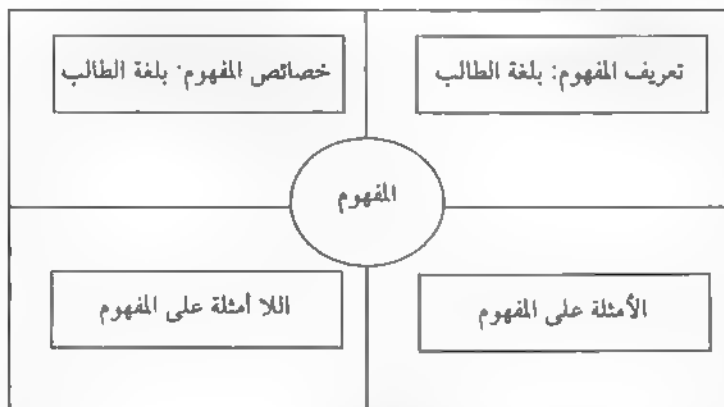 تعريف المفهوم: بلغة الطالب
خصائص المفهوم: بلغة الطالب
المفهوم
الأمثلة على المفهوم
اللا أمثلة على المفهوم